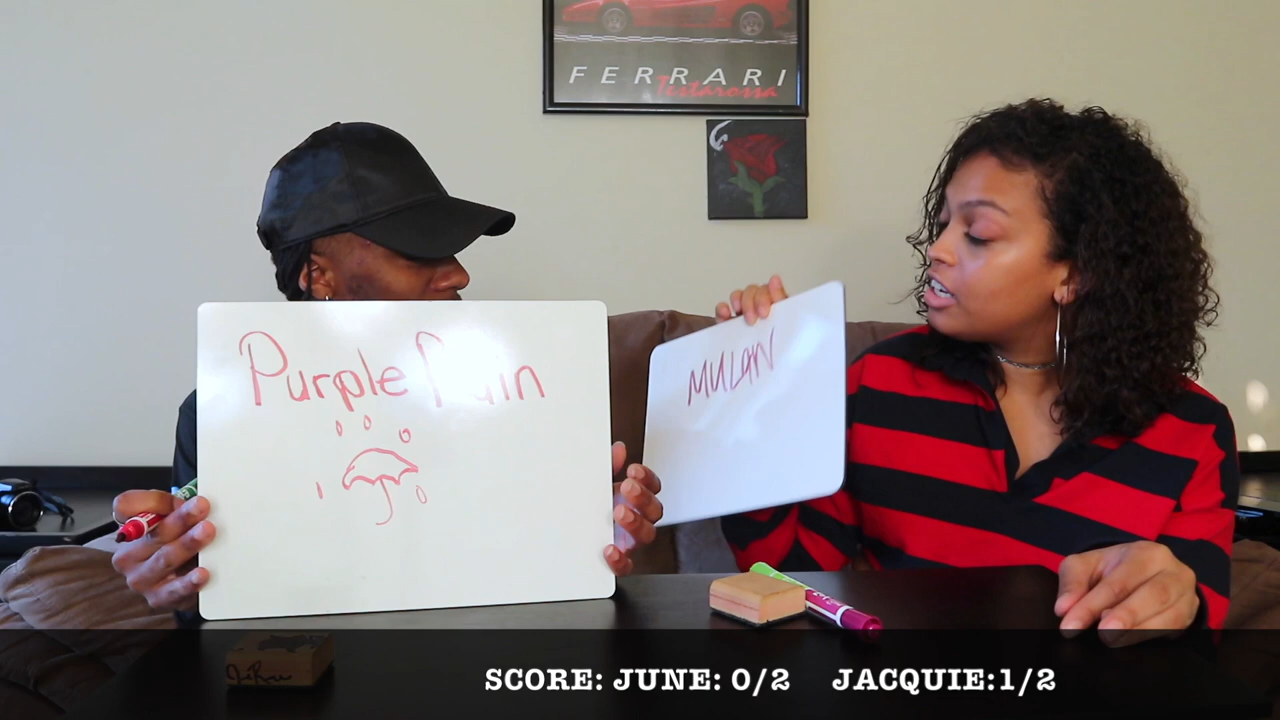 FERRARI
Testarossa
Purple Rain
MULAN
SCORE: JUNE: 0/2 JACQUIE:1/2